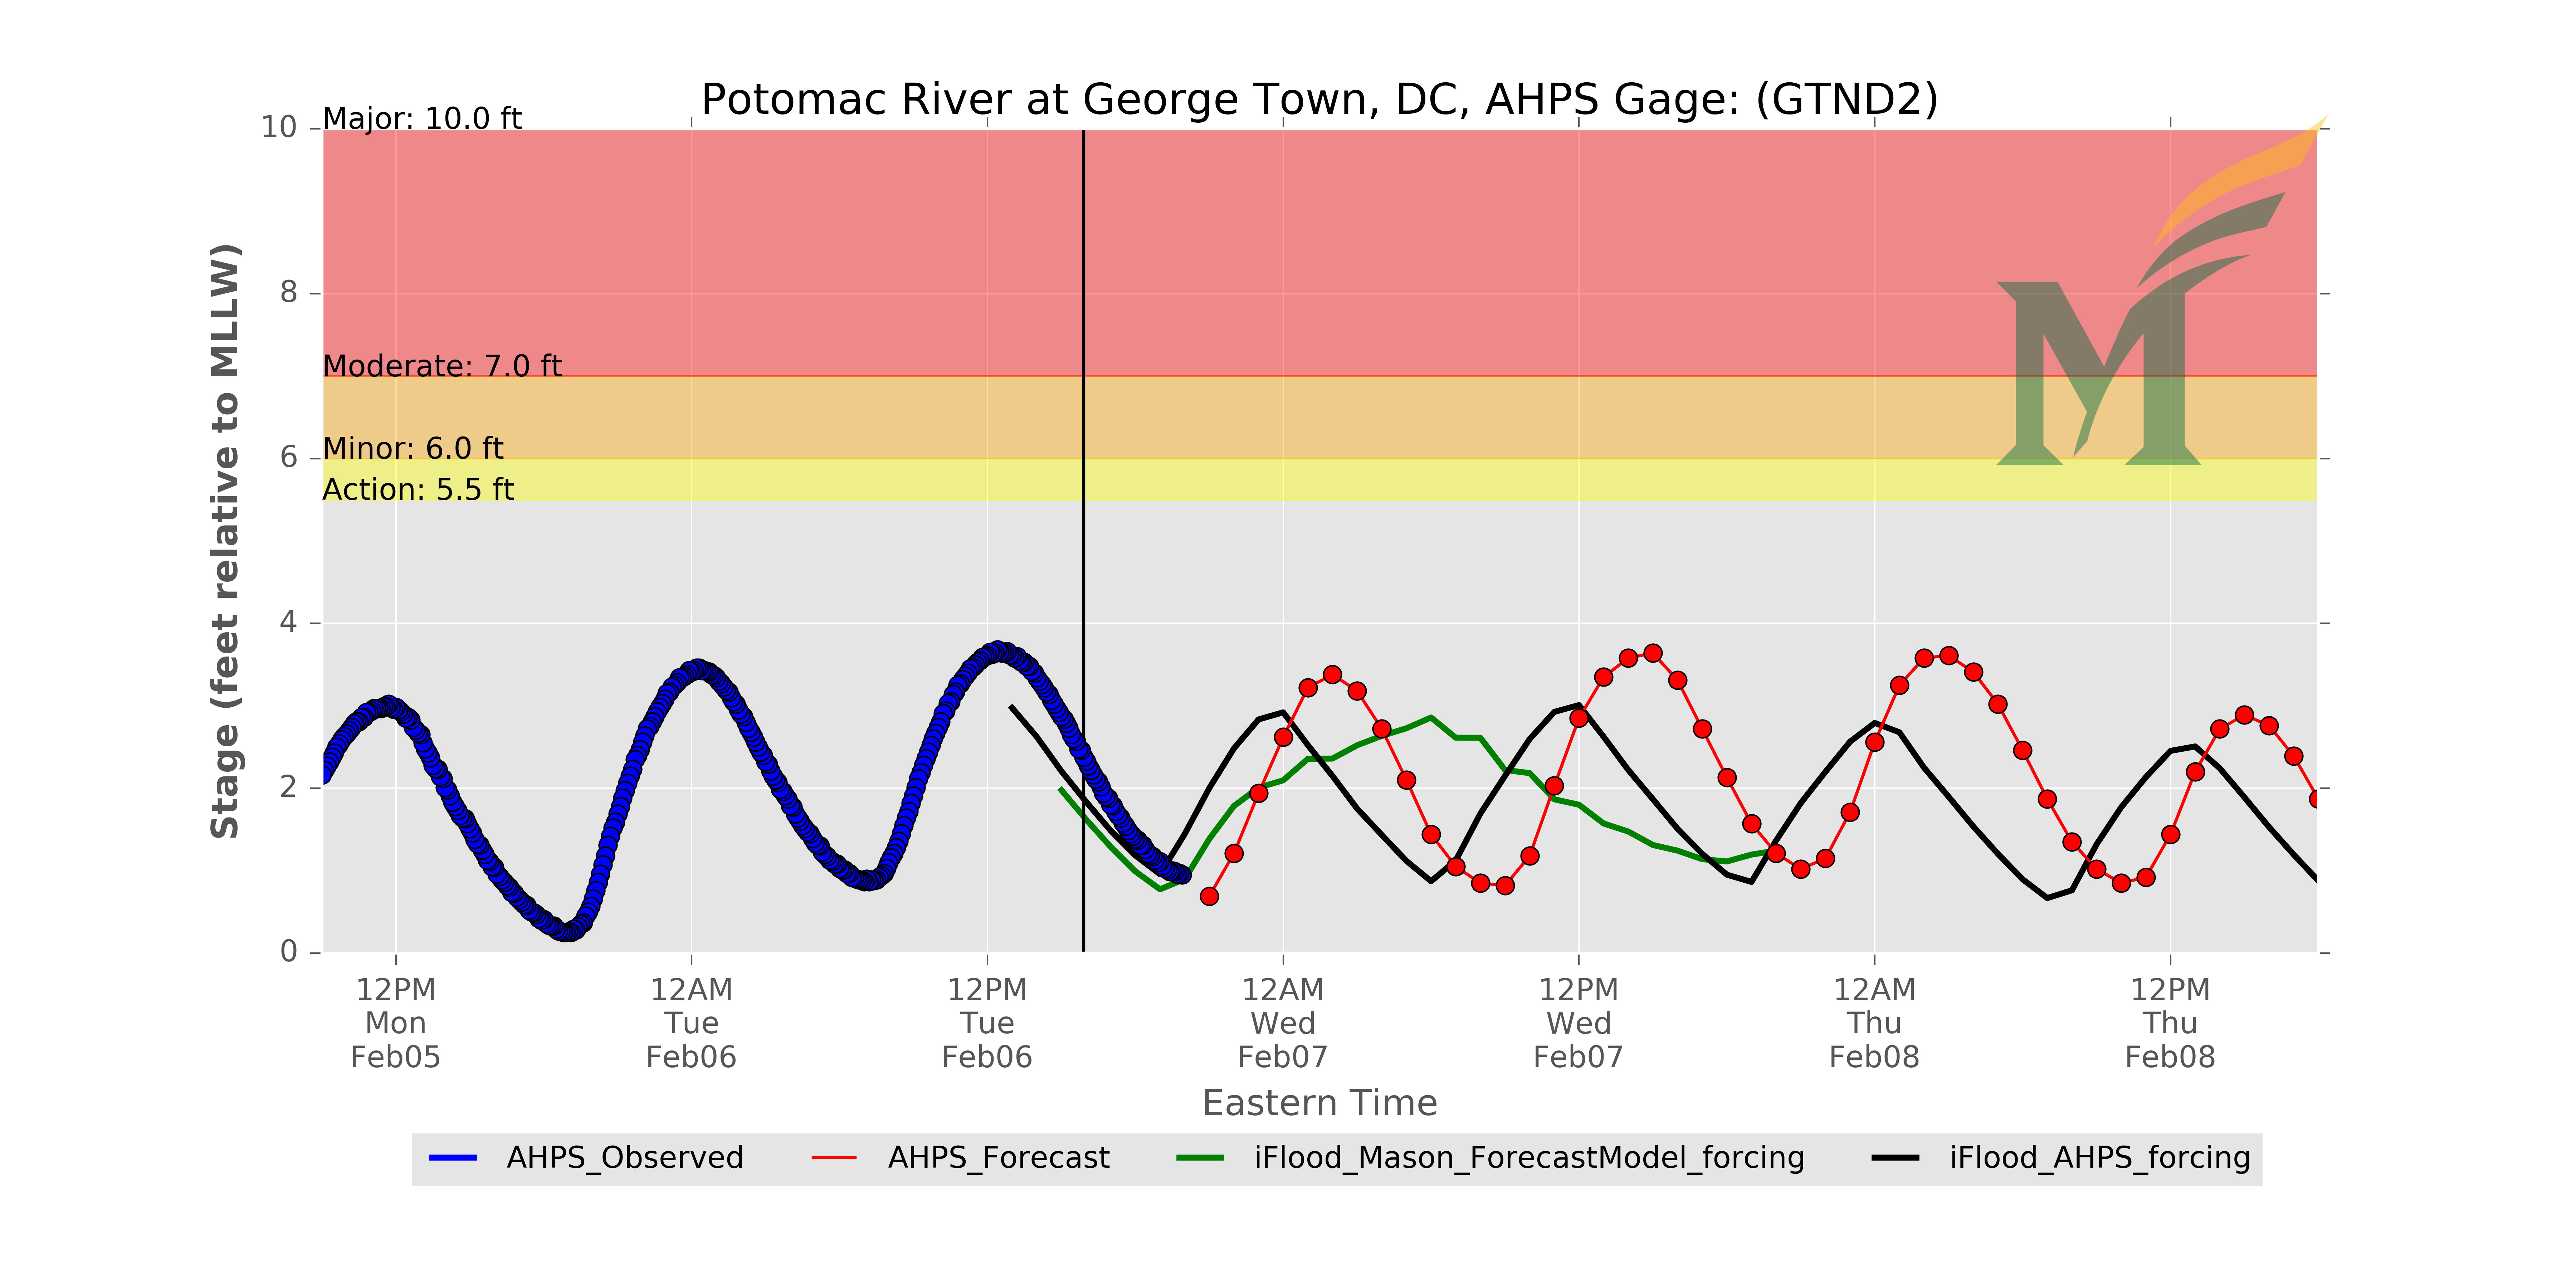 Potomac River at George Town, DC, AHPS Gage: (GTND2)
Major: 10.0 ft
Moderate: 7.0 ft
Minor: 6.0 ft
Action: 5.5 ft
10
8
6
4
2
0
Stage (feet relative to MLLW)
12PM
Mon
Feb05
12AM
Tue
Feb06
12PM
Tue
Feb06
12AM
Wed
Feb07
12PM
Wed
Feb07
12AM
Thu
Feb08
12PM
Thu
Feb08
Eastern Time
AHPS_Observed
AHPS_Forecast
iFlood_Mason_ForecastModel_forcing
iFlood_AHPS_forcing
M